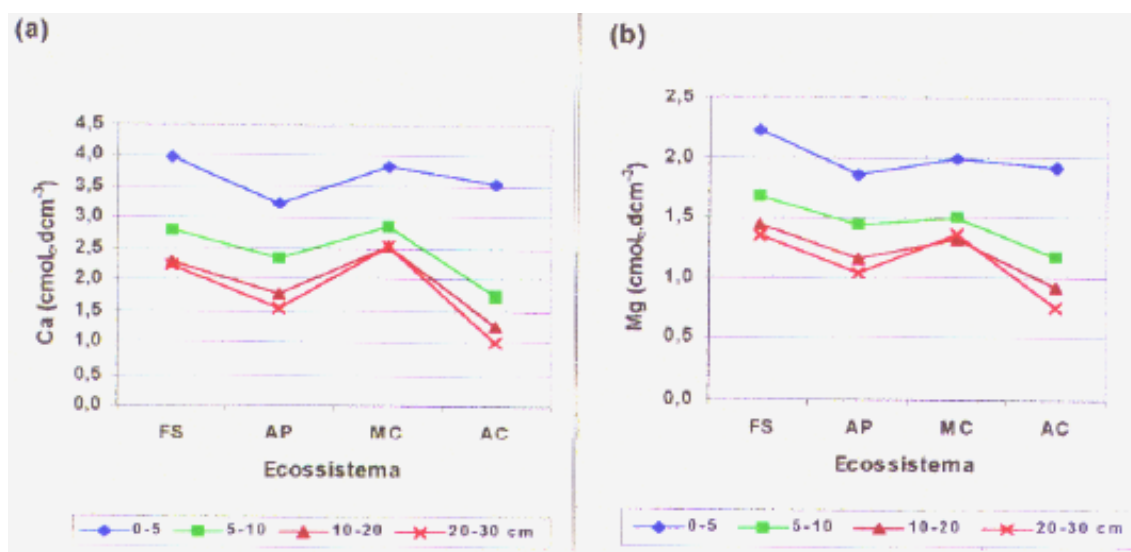 (a)
4,5
4,0
3,5
3,0
2,5
2,0
1,5
1,0
0,5
0,0
Ca (cmolc.dcm-3)
FS AP MC AC
Ecossistema
0-5 5-10 10-20 20-30 cm
(b)
2,5
2,0
1,5
1,0
0,5
0,0
Mg (cmolc.dcm-3)
FS AP MC AC
Ecossistema
0-5 5-10 10-20 20-30 cm